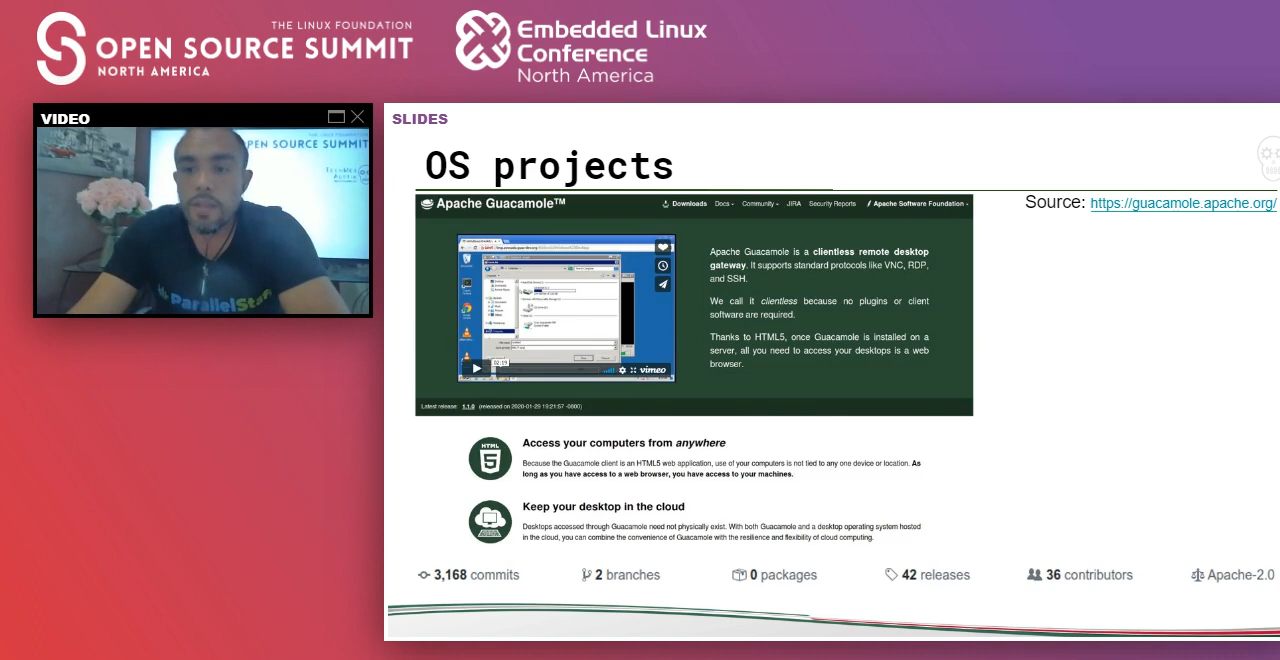 THE LINUX FOUNDATION
OPEN SOURCE SUMMIT
NORTH AMERICA
Embedded Linux
Conference
North America
VIDEO
OPEN SOURCE SUMMIT
SLIDES
OS projects
Source: https://guacamole.apache.org/
Apache Guacamole™
Downloads Docs Community JIRA Security Reports Apache Software Foundation
Apache Guacamole is a clientless remote desktop
gateway. It supports standard protocols like VNC, RDP,
and SSH.
We call it clientless because no plugins or client
software are required.
Thanks to HTML5, once Guacamole is installed on a
server, all you need to access your desktops is a web
browser.
02:19
vimeo
Latest release: 1.1.0 (released on 2020-01-29 19:21:57 -0800)
HTML
5
Access your computers from anywhere
Because the Guacamole client is an HTML5 web application, use of your computers is not tied to any one device or location. As
long as you have access to a web browser, you have access to your machines.
Keep your desktop in the cloud
Desktops accessed through Guacamole need not physically exist. With both Guacamole and a desktop operating system hosted
in the cloud, you can combine the convenience of Guacamole with the resilience and flexibility of cloud computing.
3,168 commits 2 branches 0 packages 42 releases 36 contributors Apache-2.0